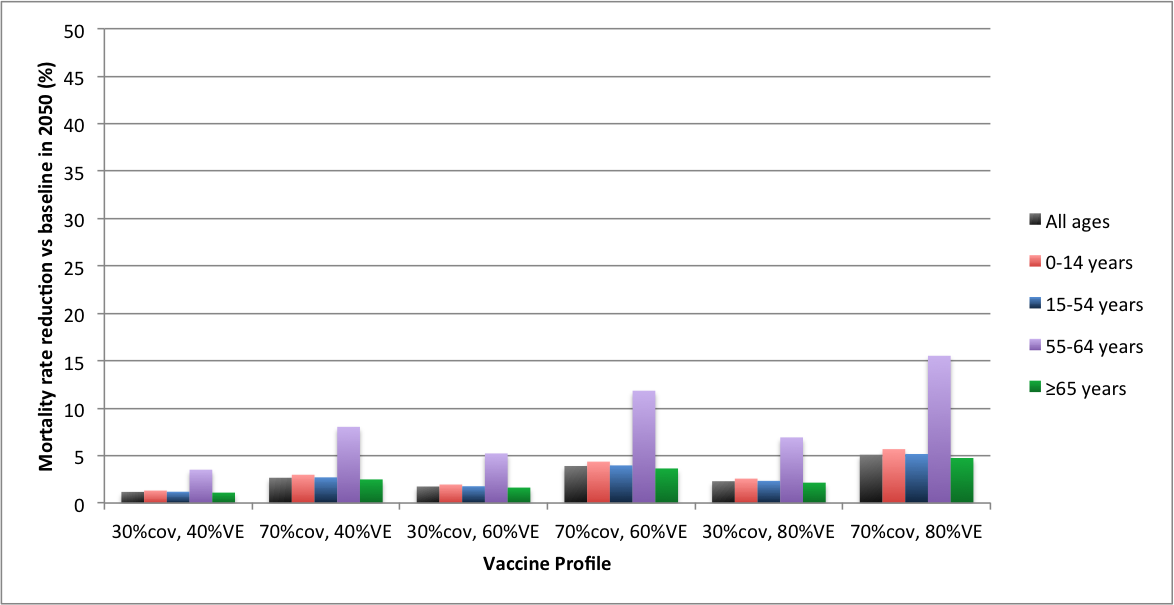 Mortality rate reduction vs baseline in 2050 (%)
50
45
40
35
30
25
20
15
10
5
0
30%cov, 40%VE
70%cov, 40%VE
30%cov, 60%VE
70%cov, 60%VE
30%cov, 80%VE
70%cov, 80%VE
Vaccine Profile
All ages
0-14 years
15-54 years
55-64 years
≥65 years